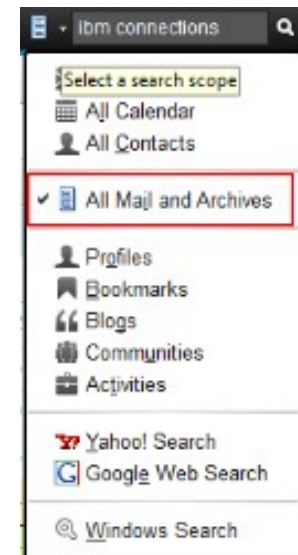 ibm connections
Select a search scope
All Calendar
All Contacts
All Mail and Archives
Profiles
Bookmarks
Blogs
Communities
Activities
Yahoo! Search
Google Web Search
Windows Search